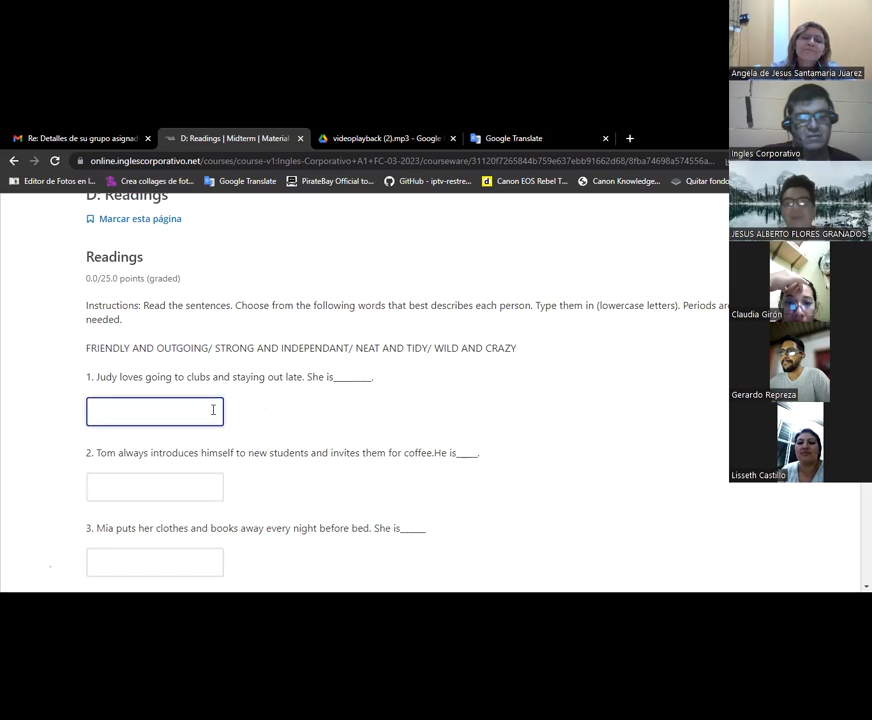 Angela de Jesus Santamaria Juarez
Re: Detalles de su grupo asignad
D: Readings | Midterm | Material
videoplayback (2).mp3 - Google
Google Translate
Ingles Corporativo
online.inglescorporativo.net/courses/course-v1:Ingles-Corporativo+A1+FC-03-2023/courseware/31120f7265844b759e637ebb91662d68/8fba74698a574556a...
Editor de Fotos en l...
Crea collages de fot...
Google Translate
PirateBay Official to...
GitHub - iptv-restre...
Canon EOS Rebel T...
Canon Knowledge...
Quitar fondo
D. Readings
Marcar esta página
JESUS ALBERTO FLORES GRANADOS
Readings
0.0/25.0 points (graded)
Instructions: Read the sentences. Choose from the following words that best describes each person. Type them in (lowercase letters). Periods are
needed.
Claudia Girón
FRIENDLY AND OUTGOING/ STRONG AND INDEPENDANT/ NEAT AND TIDY/ WILD AND CRAZY
1. Judy loves going to clubs and staying out late. She is________.
Gerardo Repreza
2. Tom always introduces himself to new students and invites them for coffee.He is_____.
Lisseth Castillo
3. Mia puts her clothes and books away every night before bed. She is______